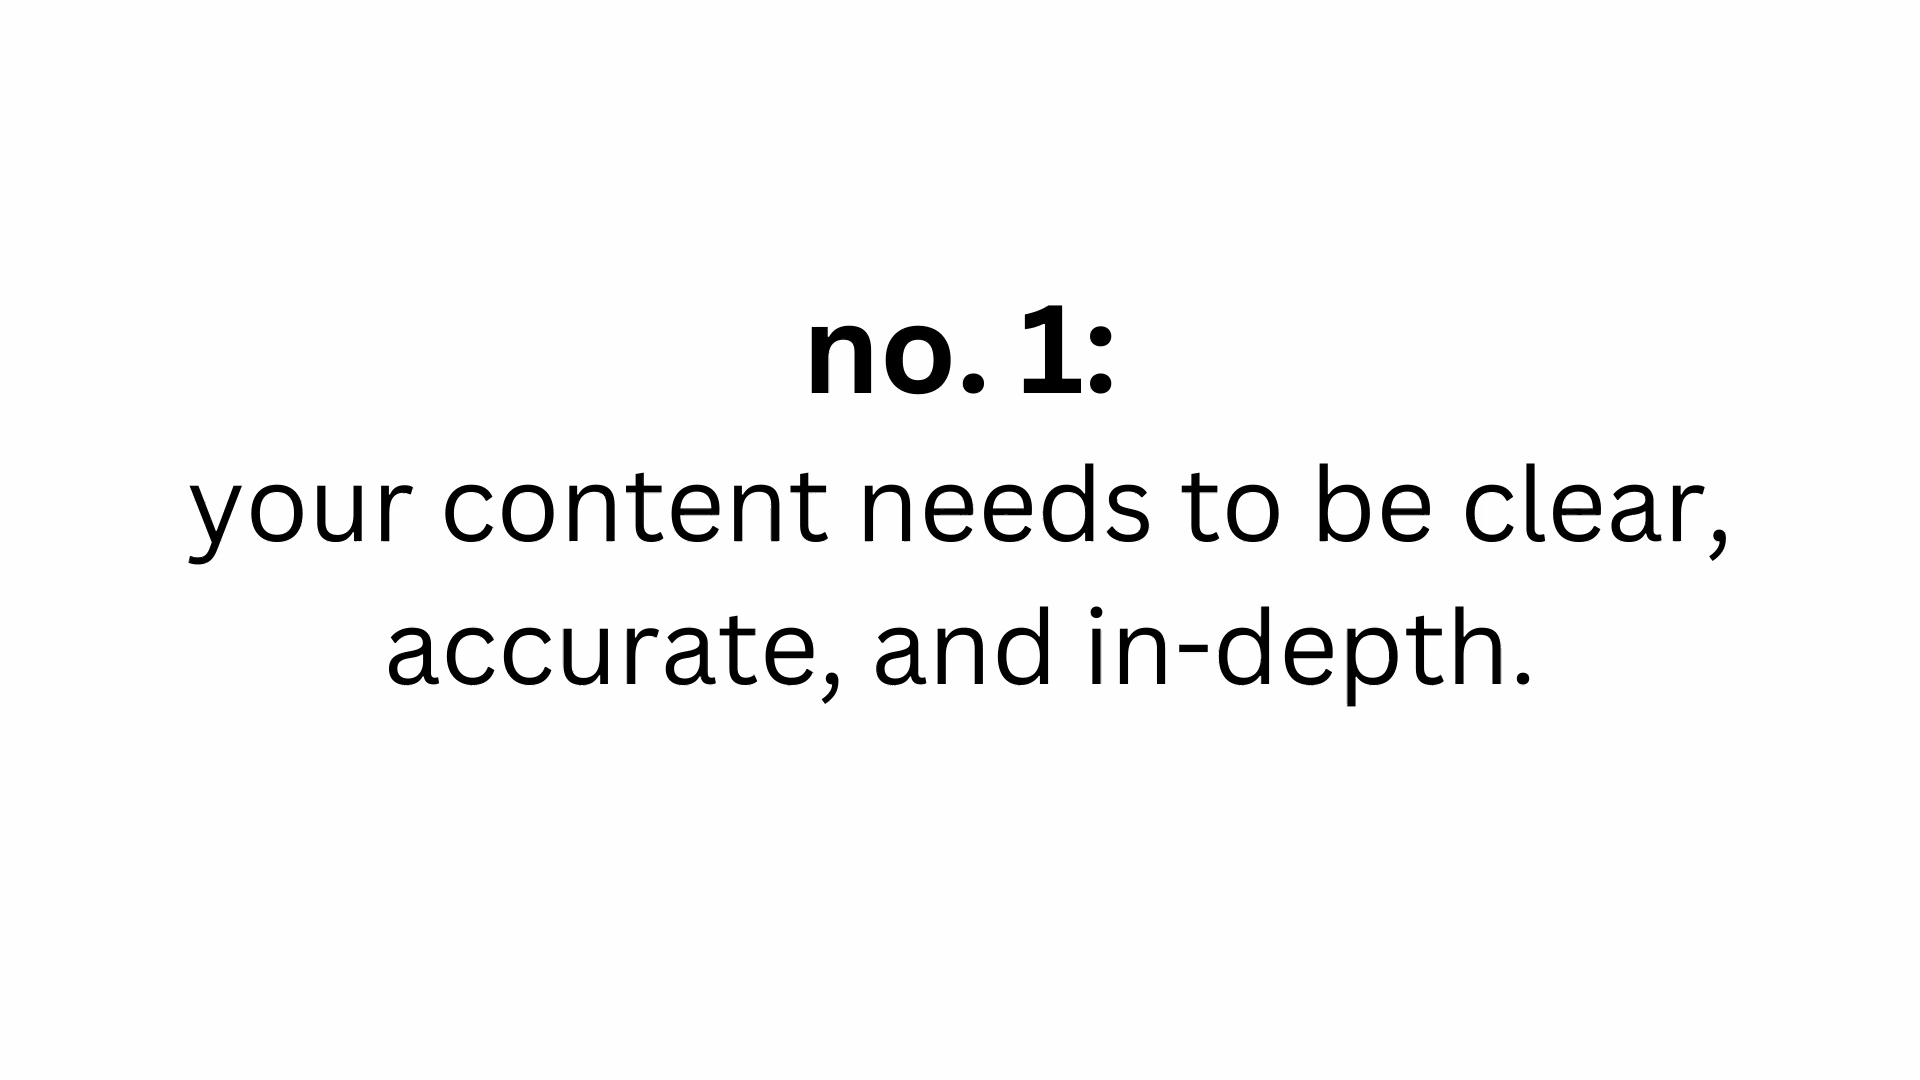 no. 1:
your content needs to be clear,
accurate, and in-depth.